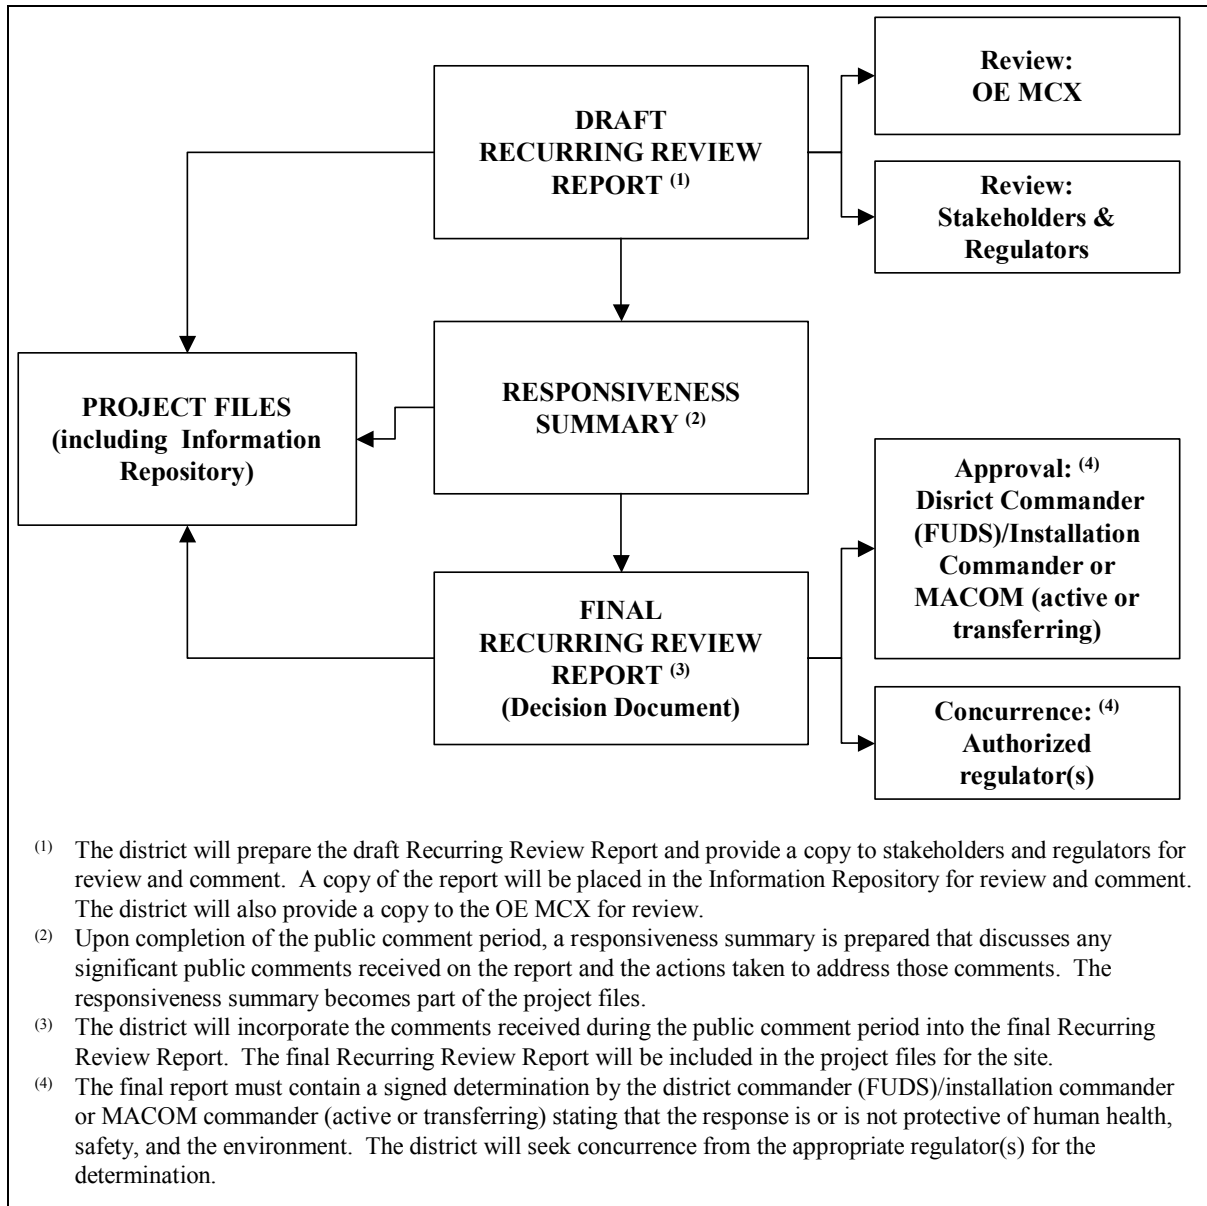 Review:
OE MCX
DRAFT
RECURRING REVIEW
REPORT (1)
Review:
Stakeholders &
Regulators
RESPONSIVENESS
SUMMARY (2)
PROJECT FILES
(including Information
Repository)
Approval: (4)
Disrict Commander
(FUDS)/Installation
Commander or
MACOM (active or
transferring)
FINAL
RECURRING REVIEW
REPORT (3)
(Decision Document)
Concurrence: (4)
Authorized
regulator(s)
(1) The district will prepare the draft Recurring Review Report and provide a copy to stakeholders and regulators for
review and comment. A copy of the report will be placed in the Information Repository for review and comment.
The district will also provide a copy to the OE MCX for review.
(2) Upon completion of the public comment period, a responsiveness summary is prepared that discusses any
significant public comments received on the report and the actions taken to address those comments. The
responsiveness summary becomes part of the project files.
(3) The district will incorporate the comments received during the public comment period into the final Recurring
Review Report. The final Recurring Review Report will be included in the project files for the site.
(4) The final report must contain a signed determination by the district commander (FUDS)/installation commander
or MACOM commander (active or transferring) stating that the response is or is not protective of human health,
safety, and the environment. The district will seek concurrence from the appropriate regulator(s) for the
determination.